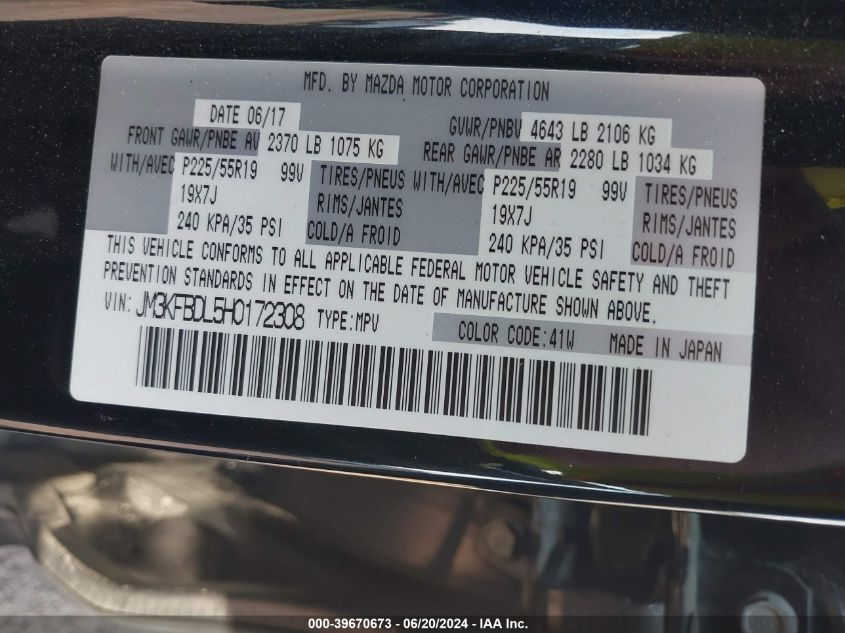 MFD. BY MAZDA MOTOR CORPORATION
DATE 06/17 GVWR/PNBV 4643 LB 2106 KG
FRONT GAWR/PNBE AV 2370 LB 1075 KG REAR GAWR/PNBE AR 2280 LB 1034 KG
WITH/AVEC P225/55R19 99V TIRES/PNEUS WITH/AVEC P225/55R19 99V TIRES/PNEUS
19X7J RIMS/JANTES 19X7J RIMS/JANTES
240 KPA/35 PSI COLD/A FROID 240 KPA/35 PSI COLD/A FROID
THIS VEHICLE CONFORMS TO ALL APPLICABLE FEDERAL MOTOR VEHICLE SAFETY AND THEFT
PREVENTION STANDARDS IN EFFECT ON THE DATE OF MANUFACTURE SHOWN ABOVE.
VIN: JM3KFBDL5H0172308 TYPE:MPV COLOR CODE:41W MADE IN JAPAN
000-39670673 - 06/20/2024 - IAA Inc.